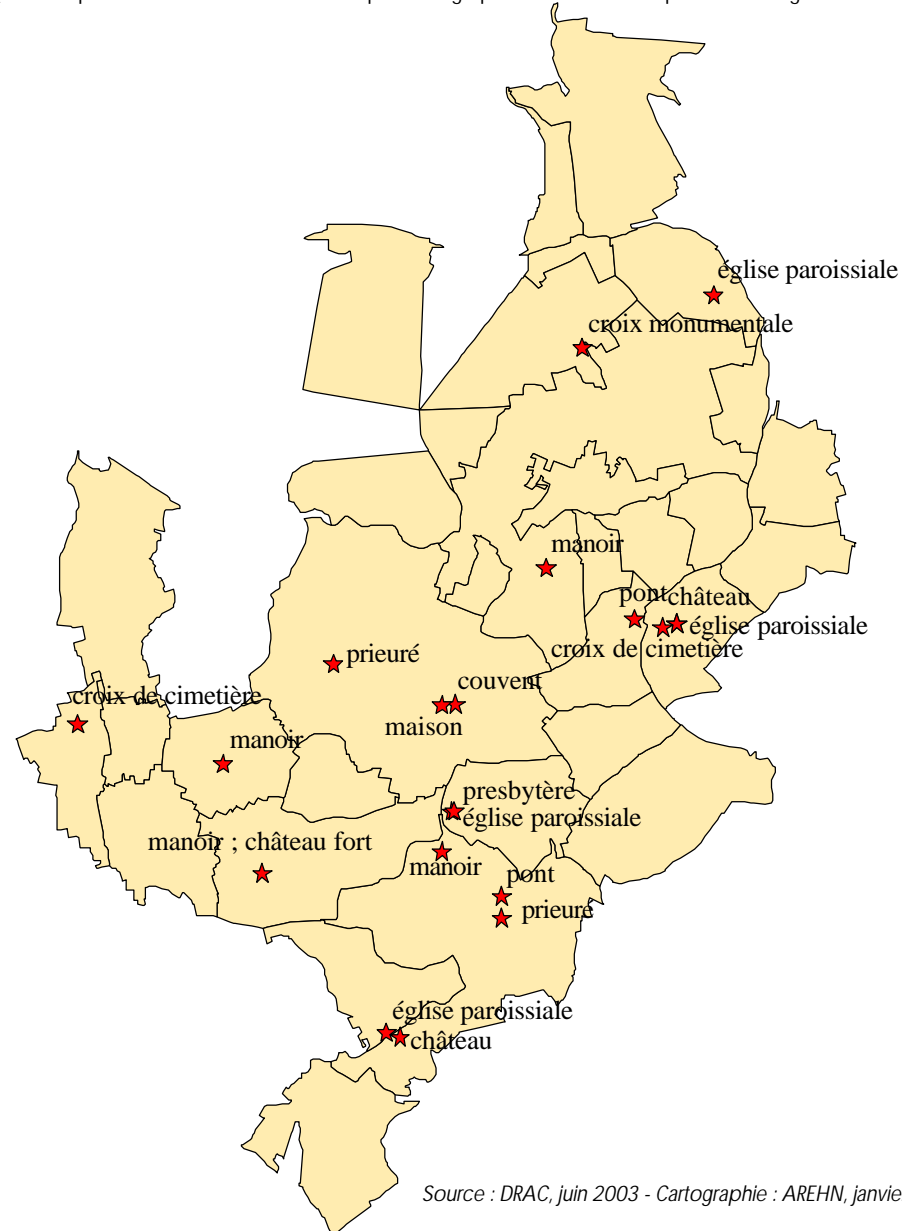 église paroissiale
croix monumentale
manoir
pont
château
église paroissiale
croix de cimetière
prieuré
couvent
croix de cimetière
maison
manoir
presbytère
église paroissiale
manoir ; château fort
manoir
pont
prieuré
église paroissiale
château
Source : DRAC, juin 2003 - Cartographie : AREHN, janvie